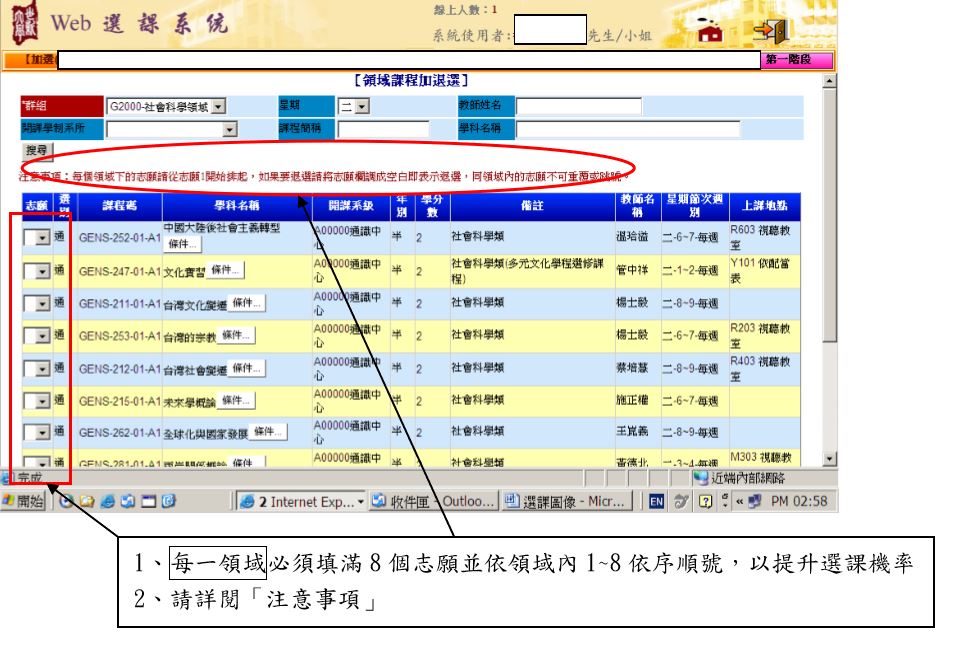 Web 選 課 系 統
線上人數：1
系統使用者：
先生/小姐
【加選
第一階段
【領域課程加退選】
*群組 G2000-社會科學領域 星期 二 教師姓名
開課學制系所 課程簡稱 學科名稱
搜尋
注意事項：每個領域下的志願請從志願1開始排起，如果要退選請將志願欄調成空白即表示退選，同領域內的志願不可重覆或跳號。
志願 選別 課程碼 學科名稱 開課系級 年別 學分數 備註 教師名稱 星期節次週別 上課地點
通 GENS-252-01-A1 中國大陸後社會主義轉型 條件... A00000通識中心 半 2 社會科學類 二-6~7-每週 R603 視聽教室
通 GENS-247-01-A1 文化實習 條件... A00000通識中心 半 2 社會科學類(多元文化學程選修課程) 管中祥 二-1~2-每週 Y101 依配當表
通 GENS-211-01-A1 台灣文化變遷 條件... A00000通識中心 半 2 社會科學類 楊士毅 二-8~9-每週
通 GENS-253-01-A1 台灣的宗教 條件... A00000通識中心 半 2 社會科學類 楊士毅 二-6~7-每週 R203 視聽教室
通 GENS-212-01-A1 台灣社會變遷 條件... A00000通識中心 半 2 社會科學類 蔡培慧 二-8~9-每週 R403 視聽教室
通 GENS-215-01-A1 未來學概論 條件... A00000通識中心 半 2 社會科學類 施正權 二-6~7-每週
通 GENS-262-01-A1 全球化與國家發展 條件... A00000通識中心 半 2 社會科學類 王崑義 二-8~9-每週
通 GENS-281-01-A1 兩岸關係概論 條件 A00000通識中 半 2 社會科學類 二-3~4-每週 M303 視聽教
完成
近端內部網路
開始 2 Internet Exp... 收件匣 - Outloo... 選課圖像 - Micr... EN « PM 02:58
1、每一領域必須填滿 8 個志願並依領域內 1~8 依序順號，以提升選課機率
2、請詳閱「注意事項」